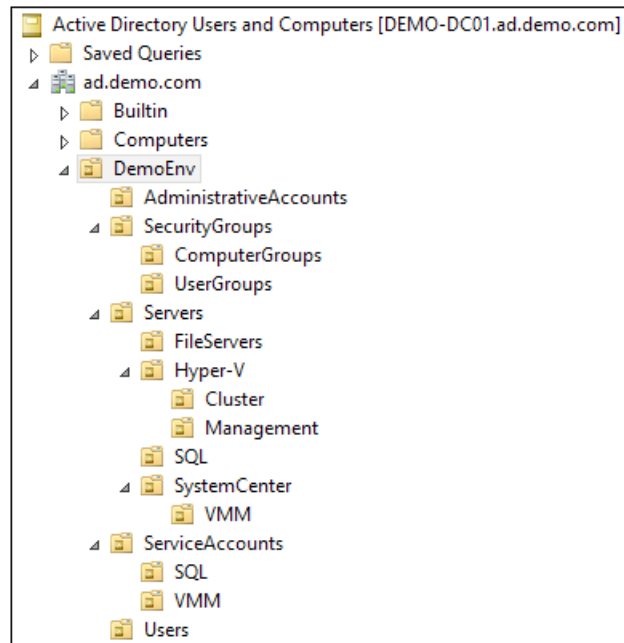 Active Directory Users and Computers [DEMO-DC01.ad.demo.com]
Saved Queries
ad.demo.com
Builtin
Computers
DemoEnv
AdministrativeAccounts
SecurityGroups
ComputerGroups
UserGroups
Servers
FileServers
Hyper-V
Cluster
Management
SQL
SystemCenter
VMM
ServiceAccounts
SQL
VMM
Users